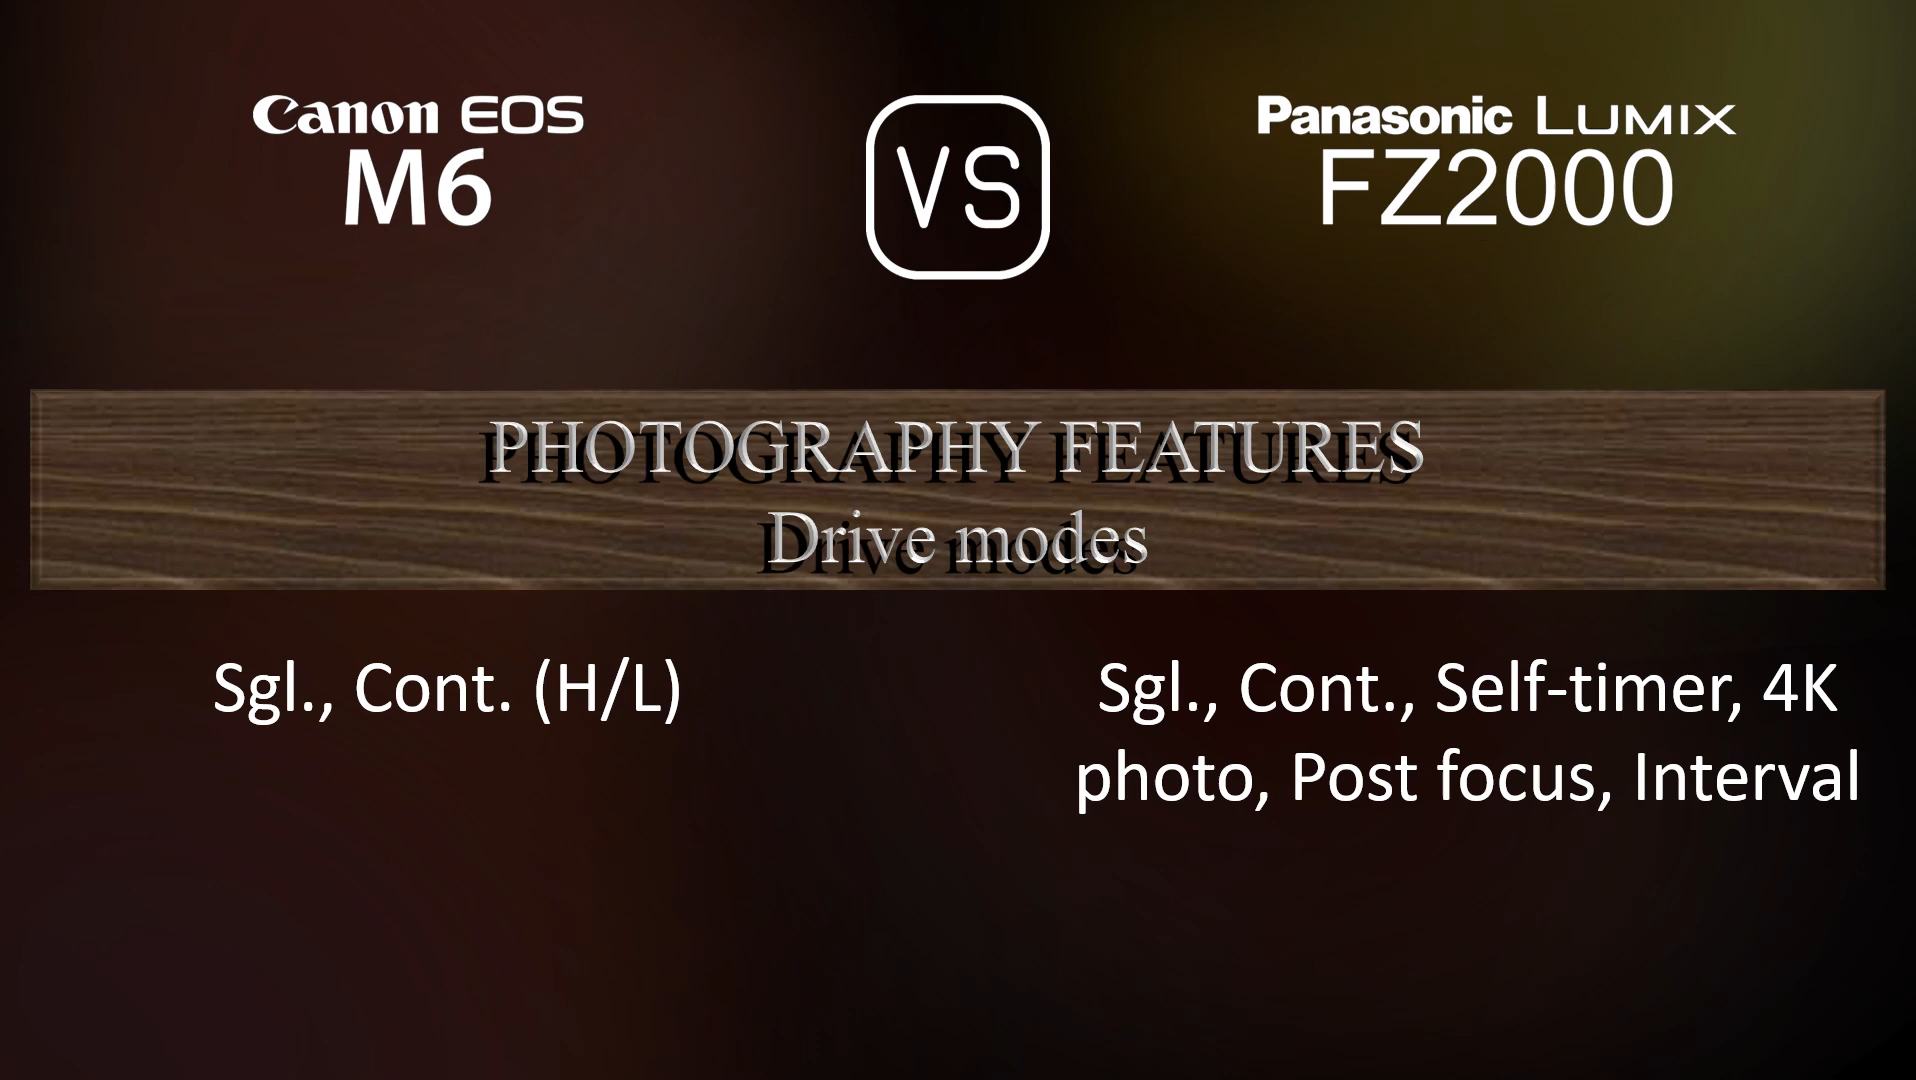 Canon EOS
M6
VS
Panasonic LUMIX
FZ2000
PHOTOGRAPHY FEATURES
Drive modes
Sgl., Cont. (H/L)
Sgl., Cont., Self-timer, 4K
photo, Post focus, Interval